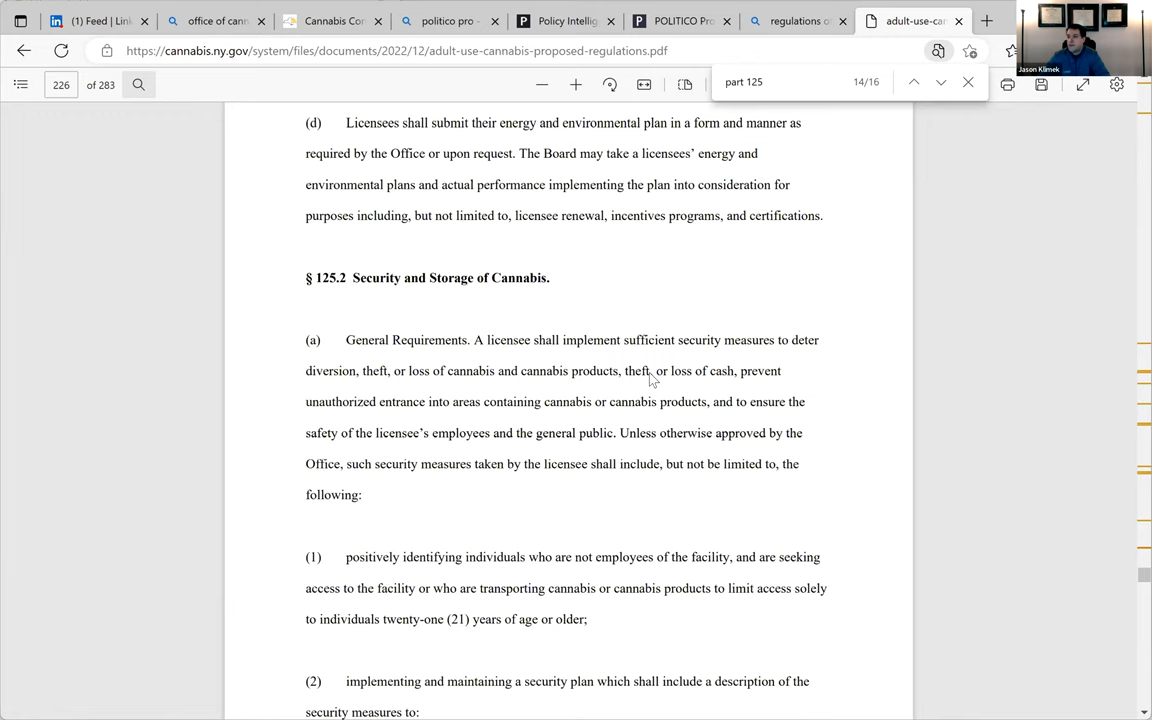 (1) Feed | Link
office of cann
Cannabis Con
politico pro -
Policy Intellig
POLITICO Pro
regulations o
adult-use-can
https://cannabis.ny.gov/system/files/documents/2022/12/adult-use-cannabis-proposed-regulations.pdf
Jason Klimek
226 of 283
part 125 14/16
(d) Licensees shall submit their energy and environmental plan in a form and manner as
required by the Office or upon request. The Board may take a licensees' energy and
environmental plans and actual performance implementing the plan into consideration for
purposes including, but not limited to, licensee renewal, incentives programs, and certifications.
§ 125.2 Security and Storage of Cannabis.
(a) General Requirements. A licensee shall implement sufficient security measures to deter
diversion, theft, or loss of cannabis and cannabis products, theft, or loss of cash, prevent
unauthorized entrance into areas containing cannabis or cannabis products, and to ensure the
safety of the licensee's employees and the general public. Unless otherwise approved by the
Office, such security measures taken by the licensee shall include, but not be limited to, the
following:
(1) positively identifying individuals who are not employees of the facility, and are seeking
access to the facility or who are transporting cannabis or cannabis products to limit access solely
to individuals twenty-one (21) years of age or older;
(2) implementing and maintaining a security plan which shall include a description of the
security measures to: